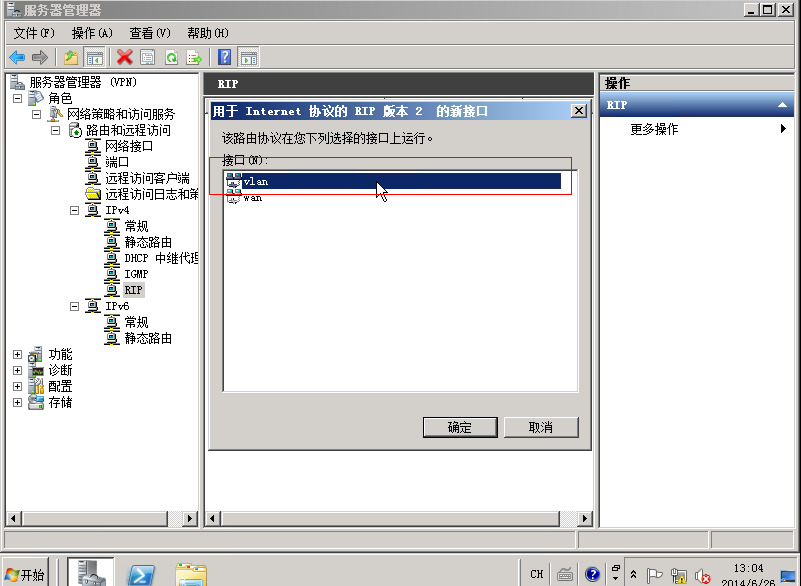 服务器管理器
文件(F) 操作(A) 查看(V) 帮助(H)
服务器管理器 (VPN)
角色
网络策略和访问服务
路由和远程访问
网络接口
端口
远程访问客户端
远程访问日志和策
IPv4
常规
静态路由
DHCP 中继代理
IGMP
RIP
IPv6
常规
静态路由
功能
诊断
配置
存储
RIP
用于 Internet 协议的 RIP 版本 2 的新接口
该路由协议在您下列选择的接口上运行。
接口(N):
vlan
wan
确定 取消
操作
RIP
更多操作
开始
CH
13:04
2014/6/26